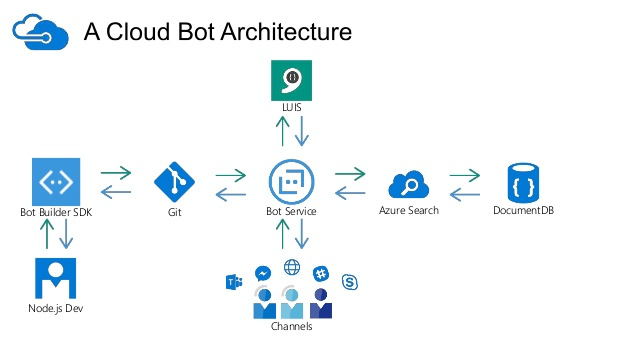 A Cloud Bot Architecture
LUIS
Bot Builder SDK
Git
Bot Service
Azure Search
DocumentDB
Node.js Dev
Channels